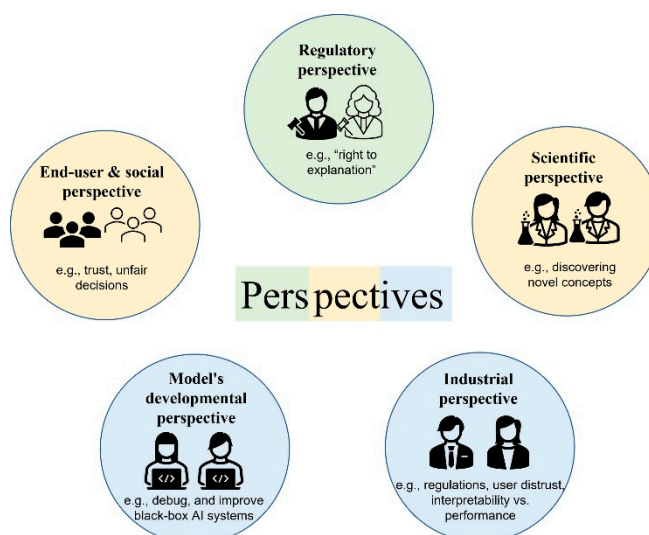 Regulatory
perspective
e.g., “right to
explanation”
End-user & social
perspective
e.g., trust, unfair
decisions
Scientific
perspective
e.g., discovering
novel concepts
Perspectives
Model's
developmental
perspective
</>
</>
e.g., debug, and improve
black-box AI systems
Industrial
perspective
e.g., regulations, user distrust,
interpretability vs.
performance